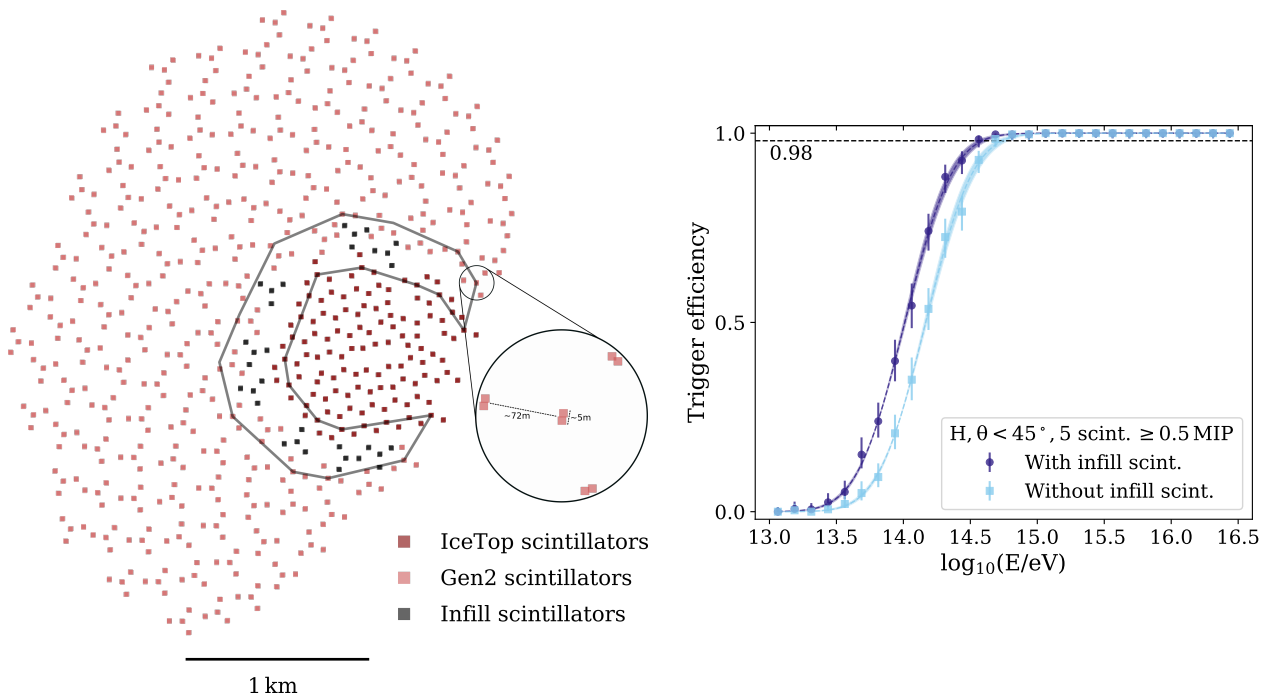 ~72m
~5m
IceTop scintillators
Gen2 scintillators
Infill scintillators
1 km
Trigger efficiency
1.0
0.5
0.0
0.98
H, θ < 45°, 5 scint. ≥ 0.5 MIP
With infill scint.
Without infill scint.
13.0 13.5 14.0 14.5 15.0 15.5 16.0 16.5
log₁₀(E/eV)